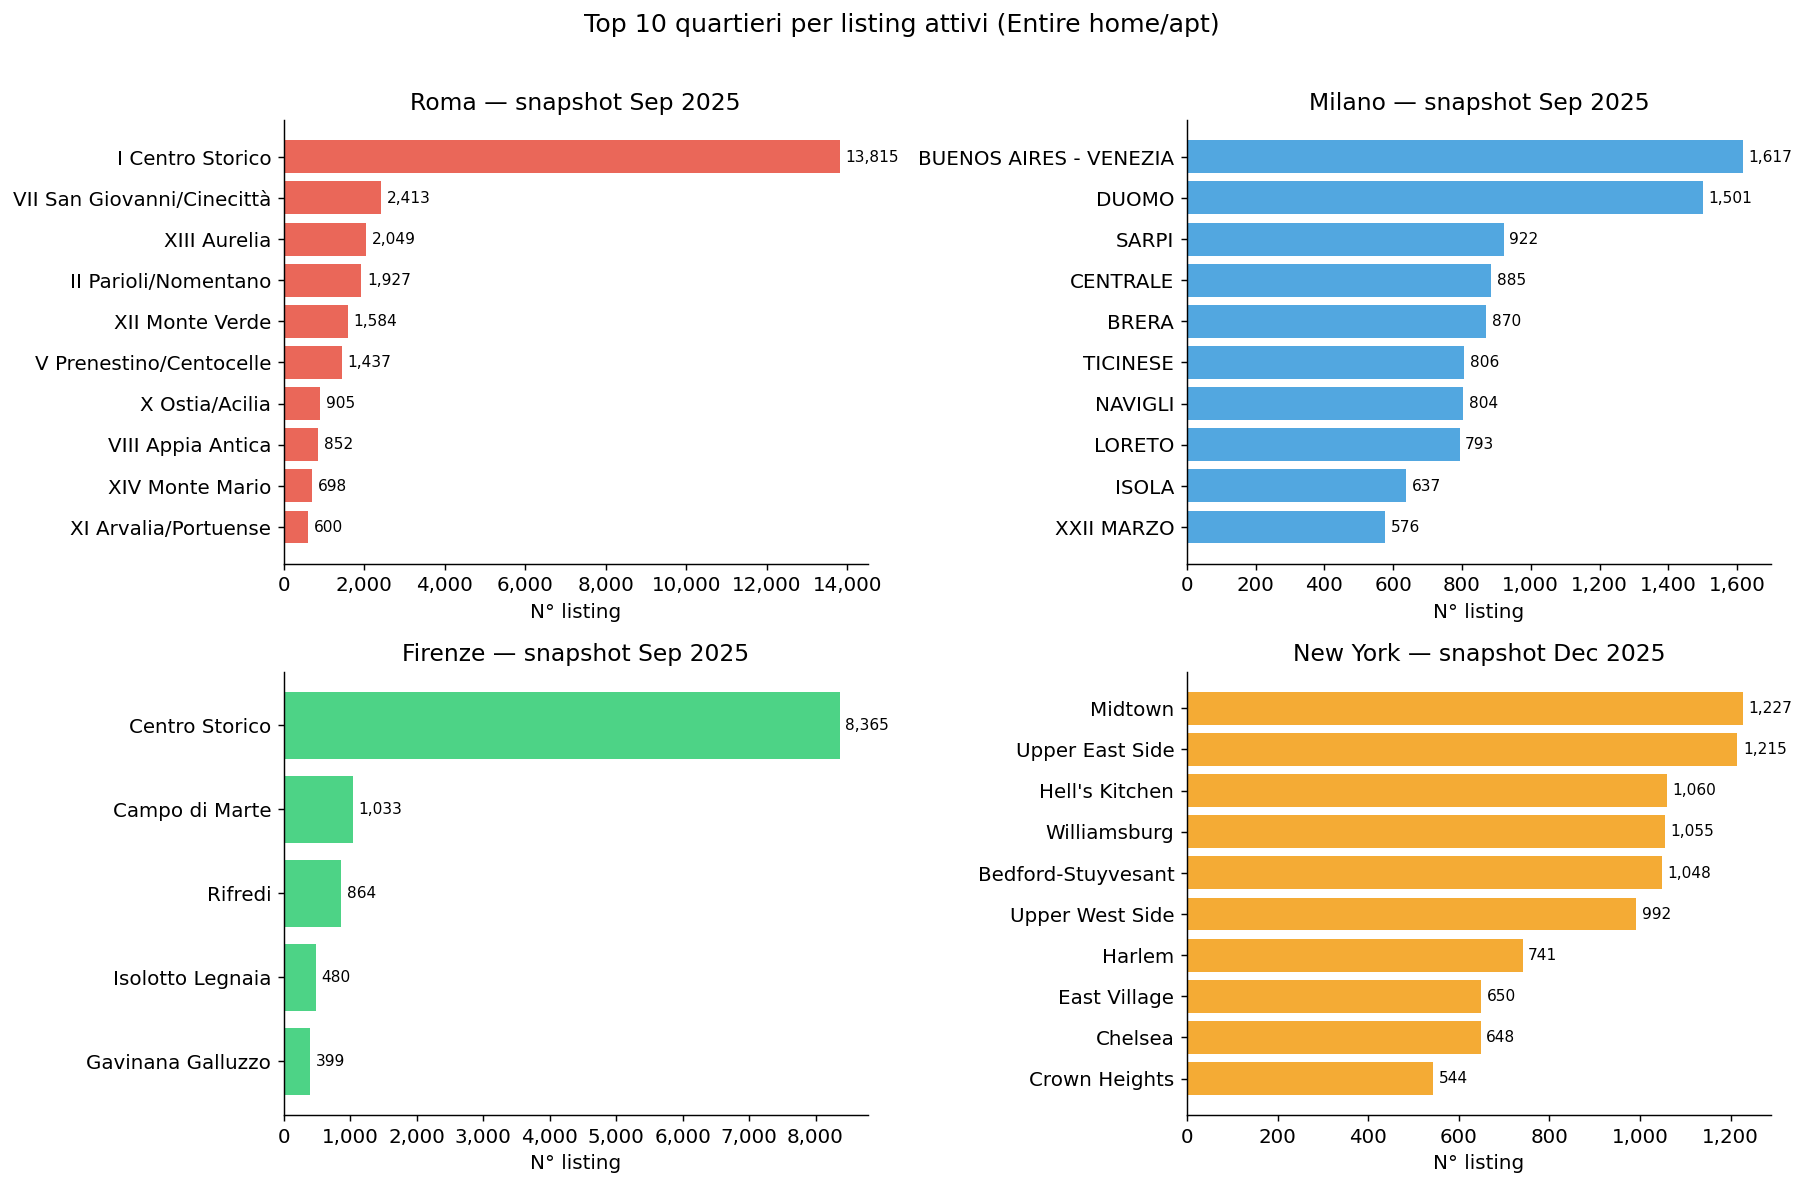 Top 10 quartieri per listing attivi (Entire home/apt)
Roma — snapshot Sep 2025
I Centro Storico 13,815
VII San Giovanni/Cinecittà 2,413
XIII Aurelia 2,049
II Parioli/Nomentano 1,927
XII Monte Verde 1,584
V Prenestino/Centocelle 1,437
X Ostia/Acilia 905
VIII Appia Antica 852
XIV Monte Mario 698
XI Arvalia/Portuense 600
0 2,000 4,000 6,000 8,000 10,000 12,000 14,000
N° listing
Milano — snapshot Sep 2025
BUENOS AIRES - VENEZIA 1,617
DUOMO 1,501
SARPI 922
CENTRALE 885
BRERA 870
TICINESE 806
NAVIGLI 804
LORETO 793
ISOLA 637
XXII MARZO 576
0 200 400 600 800 1,000 1,200 1,400 1,600
N° listing
Firenze — snapshot Sep 2025
Centro Storico 8,365
Campo di Marte 1,033
Rifredi 864
Isolotto Legnaia 480
Gavinana Galluzzo 399
0 1,000 2,000 3,000 4,000 5,000 6,000 7,000 8,000
N° listing
New York — snapshot Dec 2025
Midtown 1,227
Upper East Side 1,215
Hell's Kitchen 1,060
Williamsburg 1,055
Bedford-Stuyvesant 1,048
Upper West Side 992
Harlem 741
East Village 650
Chelsea 648
Crown Heights 544
0 200 400 600 800 1,000 1,200
N° listing